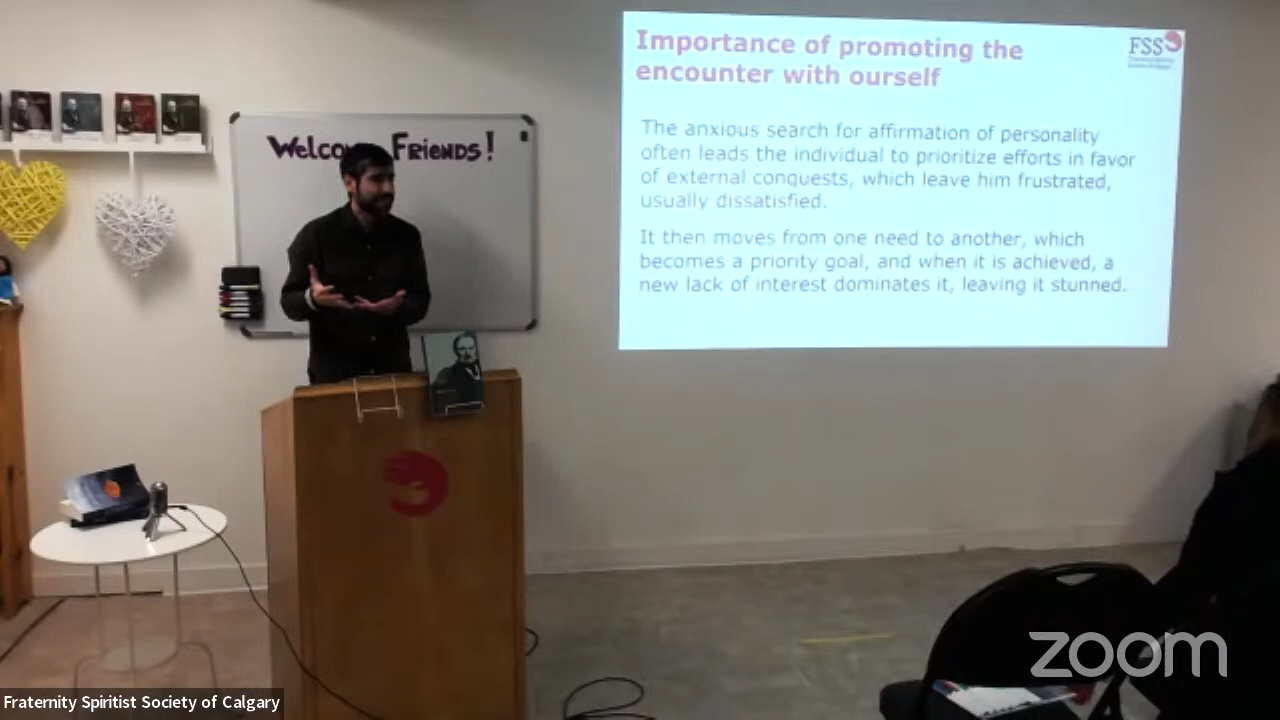 Importance of promoting the
encounter with ourself
FSS
The anxious search for affirmation of personality
often leads the individual to prioritize efforts in favor
of external conquests, which leave him frustrated,
usually dissatisfied.
It then moves from one need to another, which
becomes a priority goal, and when it is achieved, a
new lack of interest dominates it, leaving it stunned.
Friends!
zoom
Fraternity Spiritist Society of Calgary